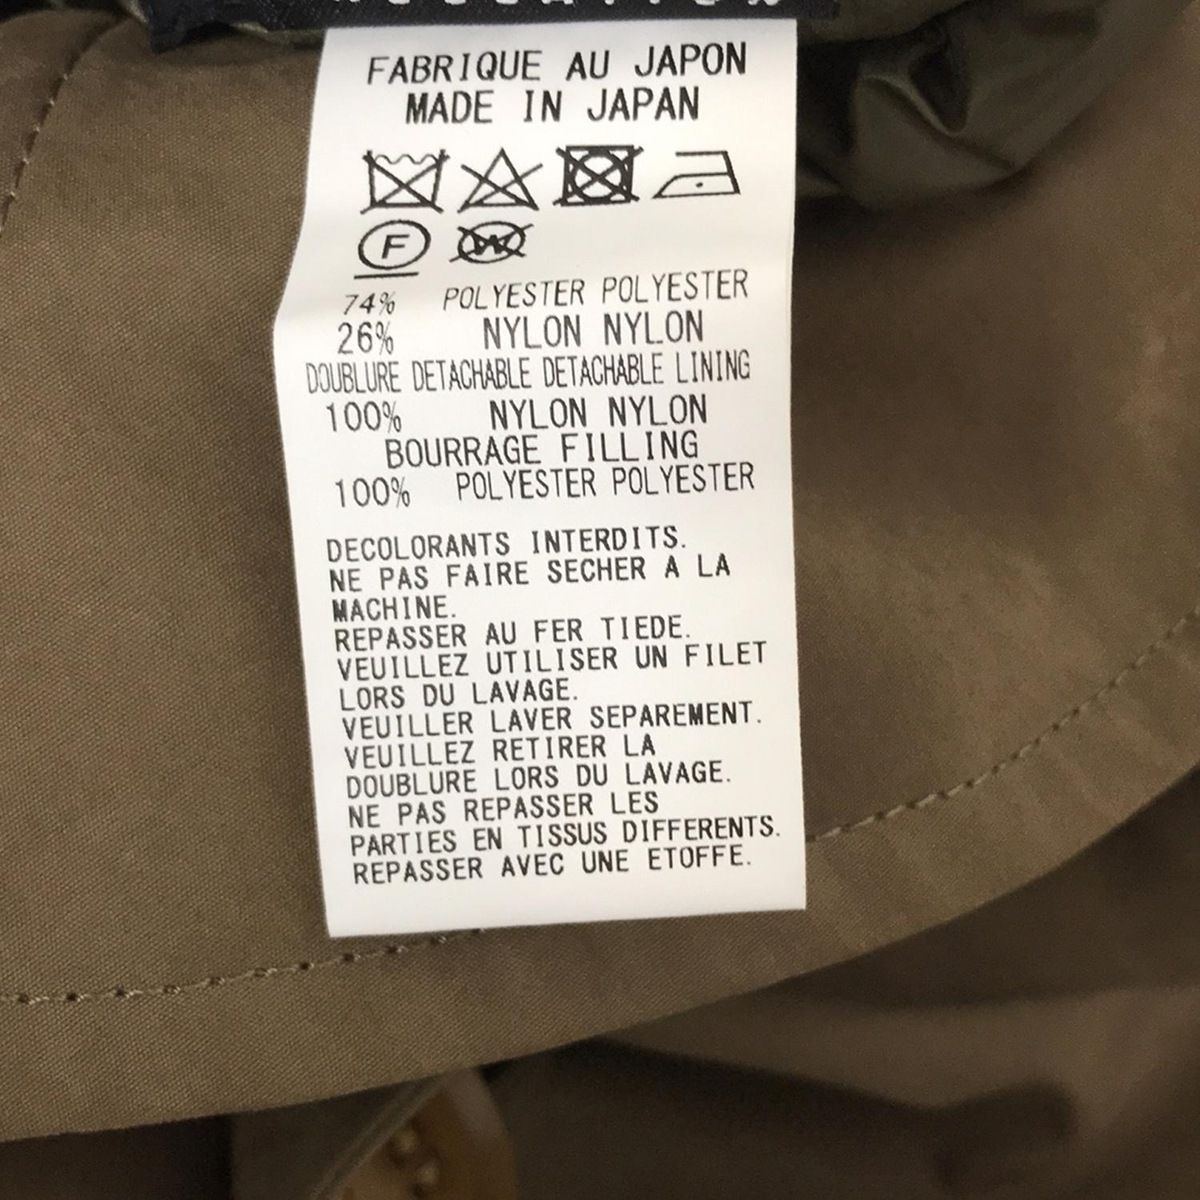 FABRIQUE AU JAPON
MADE IN JAPAN
F W
74% POLYESTER POLYESTER
26% NYLON NYLON
DOUBLURE DETACHABLE DETACHABLE LINING
100% NYLON NYLON
BOURRAGE FILLING
100% POLYESTER POLYESTER
DECOLORANTS INTERDITS.
NE PAS FAIRE SECHER A LA
MACHINE.
REPASSER AU FER TIEDE.
VEUILLEZ UTILISER UN FILET
LORS DU LAVAGE.
VEUILLER LAVER SEPAREMENT.
VEUILLEZ RETIRER LA
DOUBLURE LORS DU LAVAGE.
NE PAS REPASSER LES
PARTIES EN TISSUS DIFFERENTS.
REPASSER AVEC UNE ETOFFE.